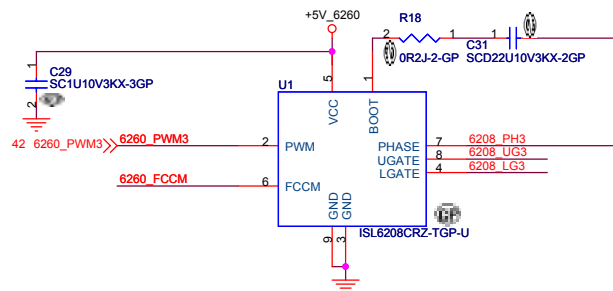 +5V_6260
R18
2
1
1
C31
0R2J-2-GP
SCD22U10V3KX-2GP
1
C29
SC1U10V3KX-3GP
2
U1
5
1
VCC
BOOT
42 6260_PWM3
6260_PWM3
2
PWM
PHASE
7
6208_PH3
UGATE
8
6208_UG3
LGATE
4
6208_LG3
6260_FCCM
6
FCCM
GND
GND
9
3
ISL6208CRZ-TGP-U